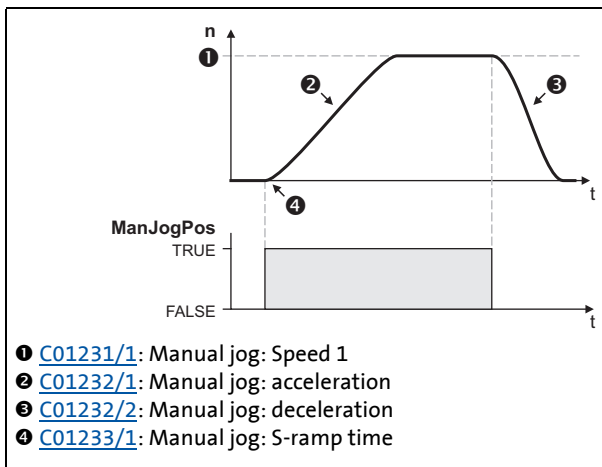 n
❶
❷
❸
❹
t
ManJogPos
TRUE
FALSE
t
❶ C01231/1: Manual jog: Speed 1
❷ C01232/1: Manual jog: acceleration
❸ C01232/2: Manual jog: deceleration
❹ C01233/1: Manual jog: S-ramp time